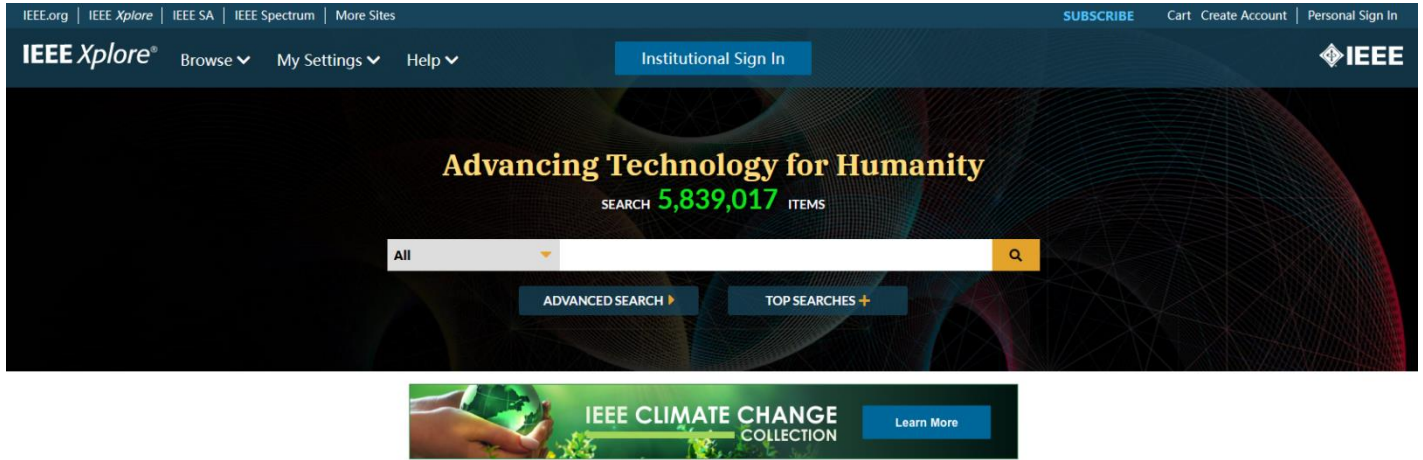 IEEE.org | IEEE Xplore | IEEE SA | IEEE Spectrum | More Sites SUBSCRIBE Cart Create Account | Personal Sign In
IEEE Xplore® Browse My Settings Help Institutional Sign In IEEE
Advancing Technology for Humanity
SEARCH 5,839,017 ITEMS
All
ADVANCED SEARCH TOP SEARCHES +
IEEE CLIMATE CHANGE Learn More
COLLECTION